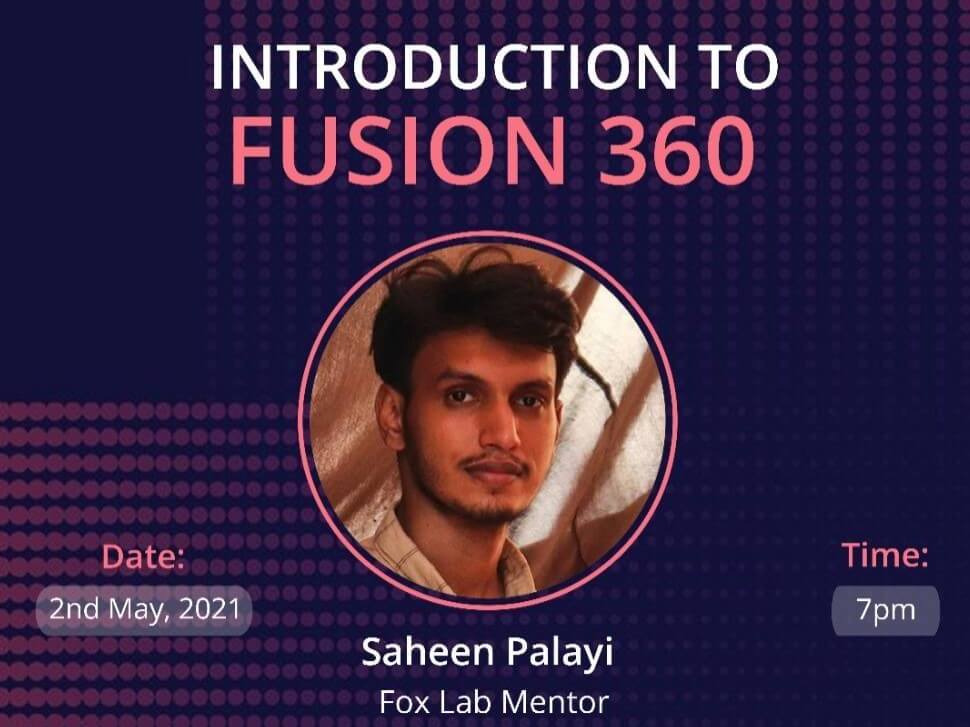 INTRODUCTION TO
FUSION 360
Date:
2nd May, 2021
Time:
7pm
Saheen Palayi
Fox Lab Mentor